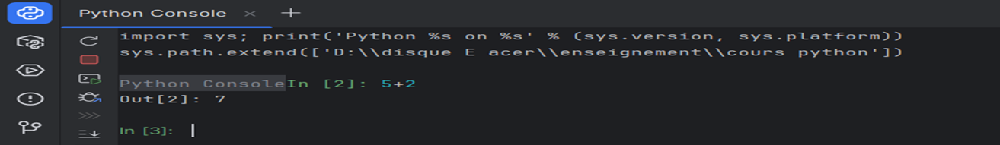 Python Console
import sys; print('Python %s on %s' % (sys.version, sys.platform))
sys.path.extend(['D:\\disque E acer\\enseignement\\cours python'])
Python ConsoleIn [2]: 5+2
Out[2]: 7
In [3]: